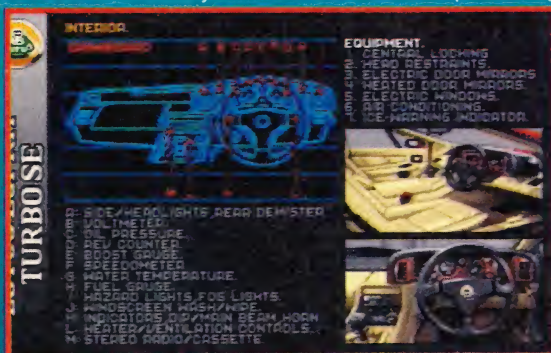 INTERIOR.
DASHBOARD
A: SIDE/HEADLIGHTS, REAR DEMISTER
B: VOLTMETER.
C: OIL PRESSURE.
D: REV COUNTER.
E: BOOST GAUGE.
F: SPEEDOMETER
G: WATER TEMPERATURE.
H: FUEL GAUGE.
I: HAZARD LIGHTS, FOG LIGHTS.
J: WINDSCREEN WASH/WIPE.
K: INDICATORS, DIP/MAIN BEAM, HORN
L: HEATER/VENTILATION CONTROLS.
M: STEREO RADIO/CASSETTE
EQUIPMENT.
1. CENTRAL LOCKING
2. HEAD RESTRAINTS.
3. ELECTRIC DOOR MIRRORS
4. HEATED DOOR MIRRORS.
5. ELECTRIC WINDOWS.
6. AIR CONDITIONING.
7. ICE-WARNING INDICATOR.
TURBO SE